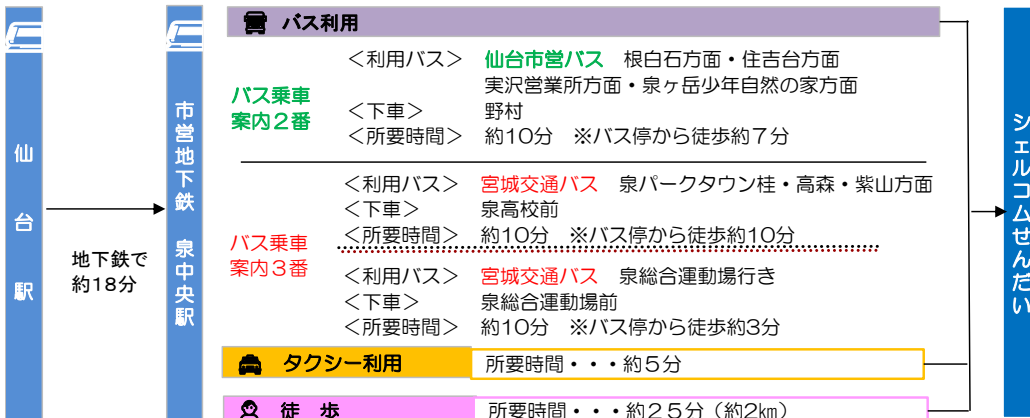 仙台駅
地下鉄で
約18分
市営地下鉄 泉中央駅
バス利用
バス乗車
案内2番
<利用バス> 仙台市営バス 根白石方面・住吉台方面
実沢営業所方面・泉ヶ岳少年自然の家方面
<下車> 野村
<所要時間> 約10分 ※バス停から徒歩約7分
バス乗車
案内3番
<利用バス> 宮城交通バス 泉パークタウン桂・高森・紫山方面
<下車> 泉高校前
<所要時間> 約10分 ※バス停から徒歩約10分
<利用バス> 宮城交通バス 泉総合運動場行き
<下車> 泉総合運動場前
<所要時間> 約10分 ※バス停から徒歩約3分
タクシー利用 所要時間・・・約5分
徒 歩 所要時間・・・約25分(約2㎞)
シェルコムせんだい